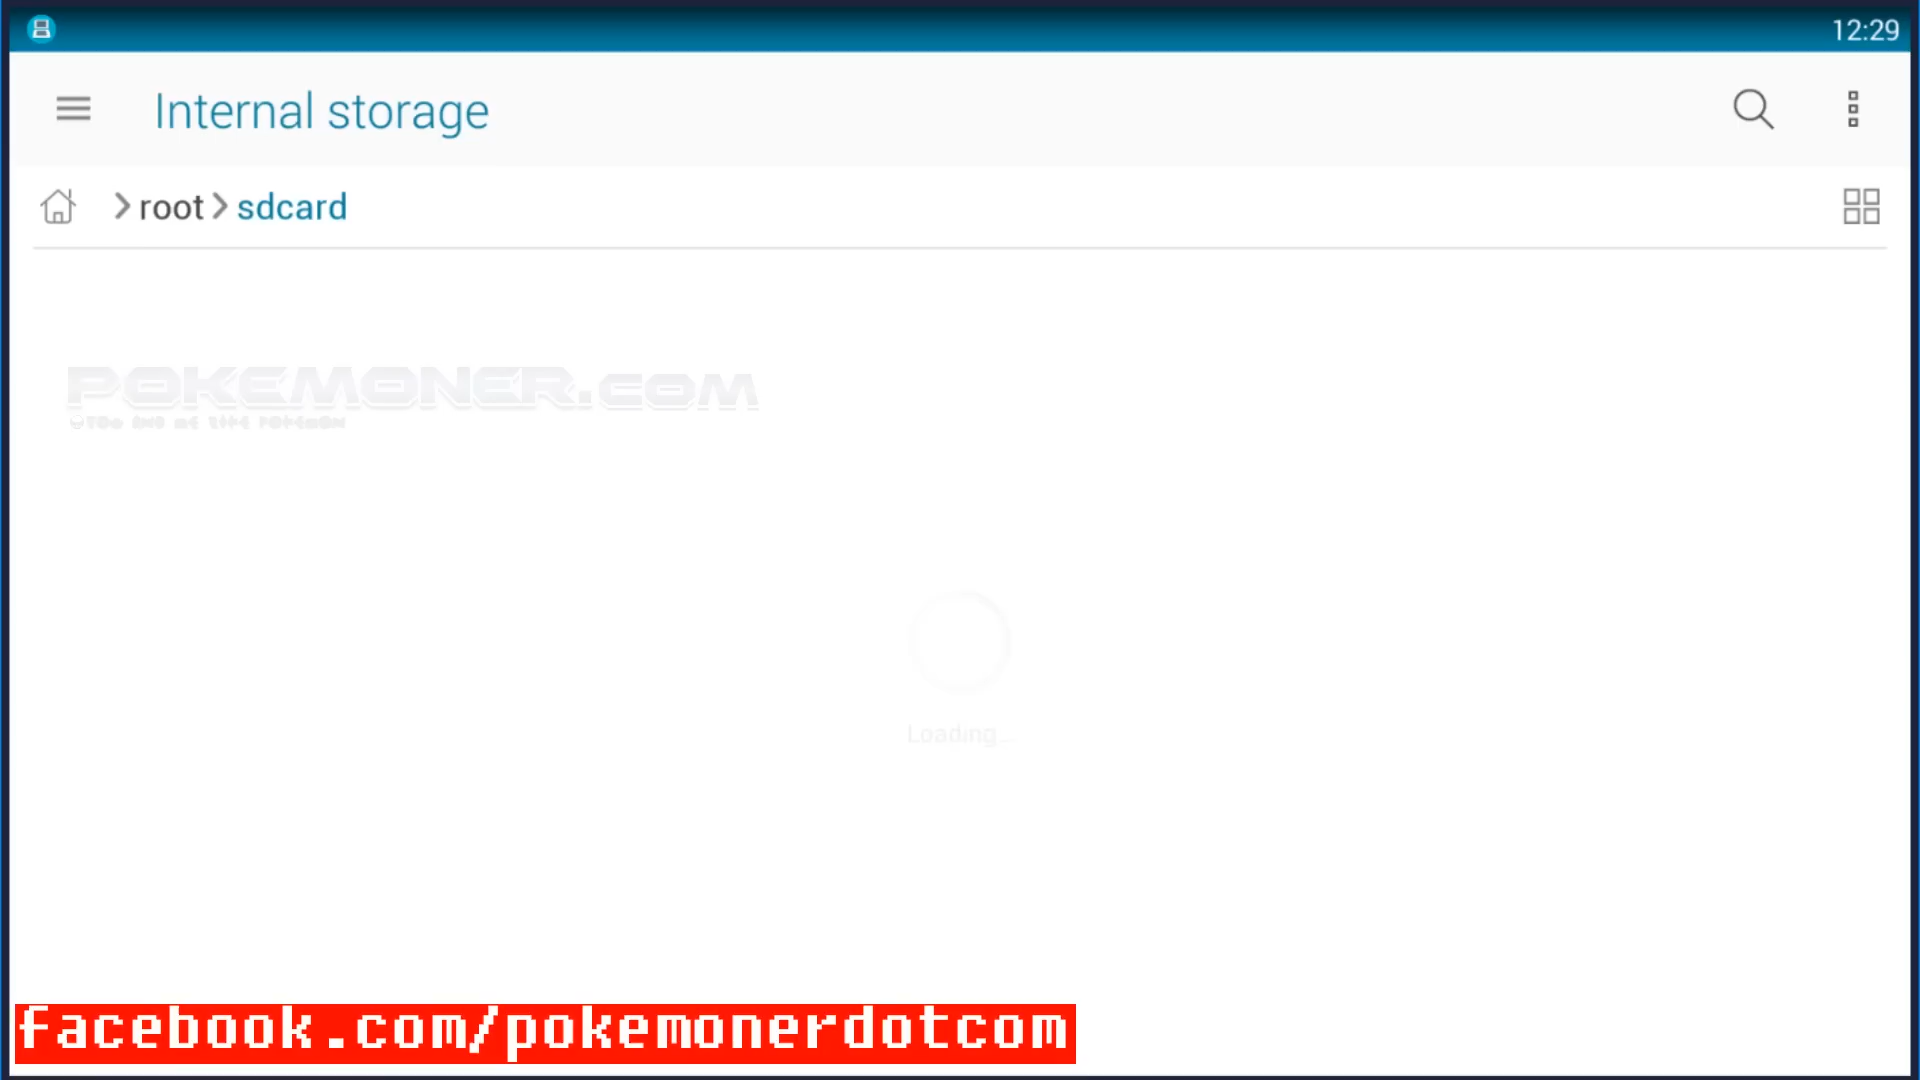 12:29
Internal storage
root
sdcard
POKEMONER.COM
Loading...
facebook.com/pokemonerdotcom